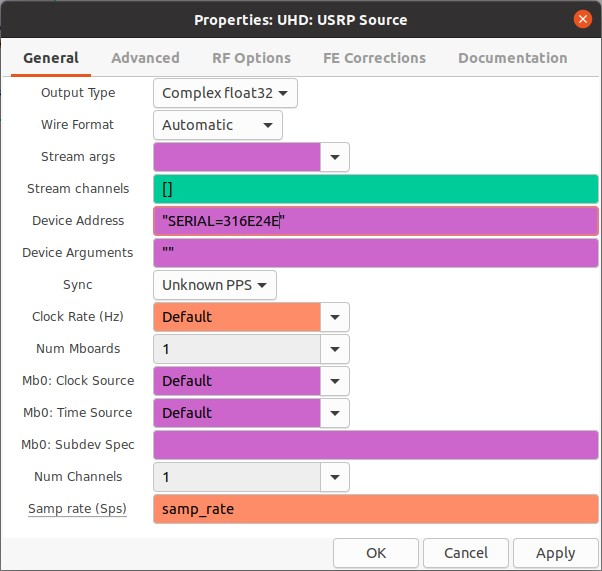 Properties: UHD: USRP Source
General Advanced RF Options FE Corrections Documentation
Output Type Complex float32
Wire Format Automatic
Stream args
Stream channels []
Device Address "SERIAL=316E24E"
Device Arguments ""
Sync Unknown PPS
Clock Rate (Hz) Default
Num Mboards 1
Mb0: Clock Source Default
Mb0: Time Source Default
Mb0: Subdev Spec
Num Channels 1
Samp rate (Sps) samp_rate
OK Cancel Apply